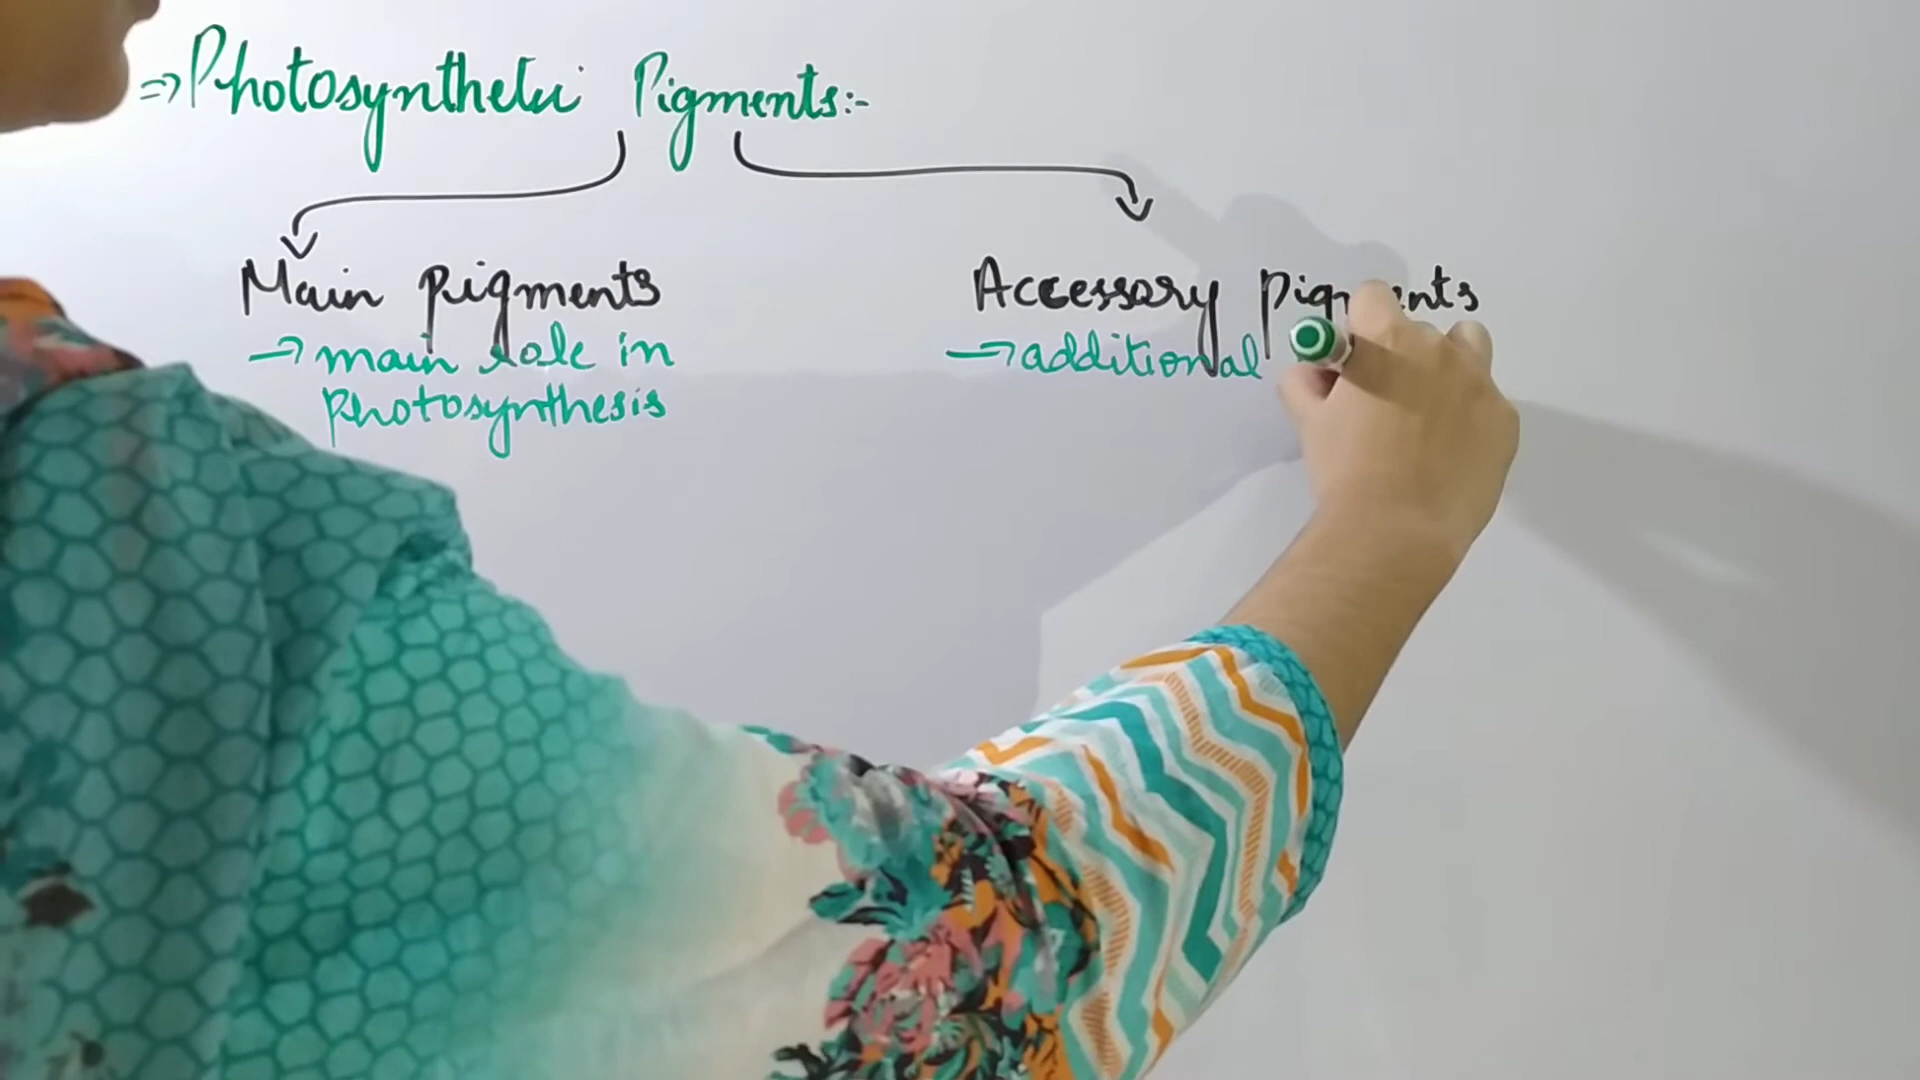 ⇒ Photosynthetic Pigments:-
Main pigments
→ main role in
photosynthesis
Accessory pigments
→ additional